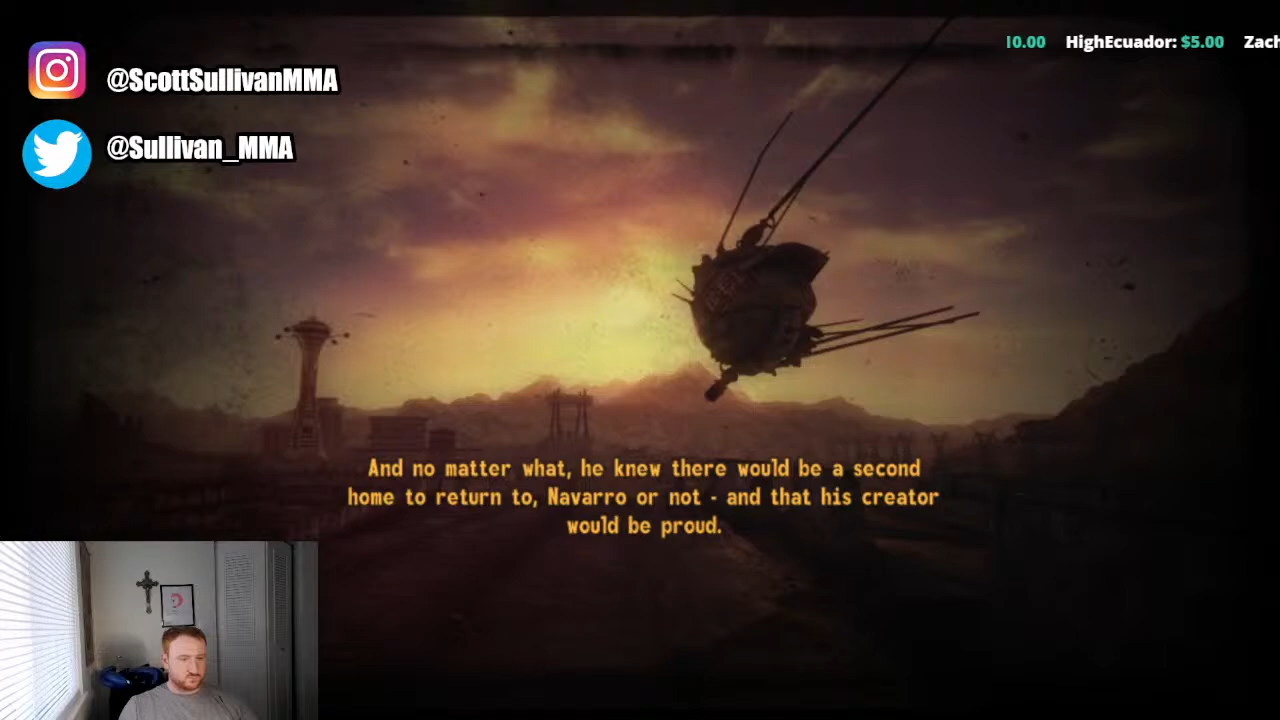 @ScottSullivanMMA
@Sullivan_MMA
10.00 HighEcuador: $5.00 Zach
And no matter what, he knew there would be a second
home to return to, Navarro or not - and that his creator
would be proud.